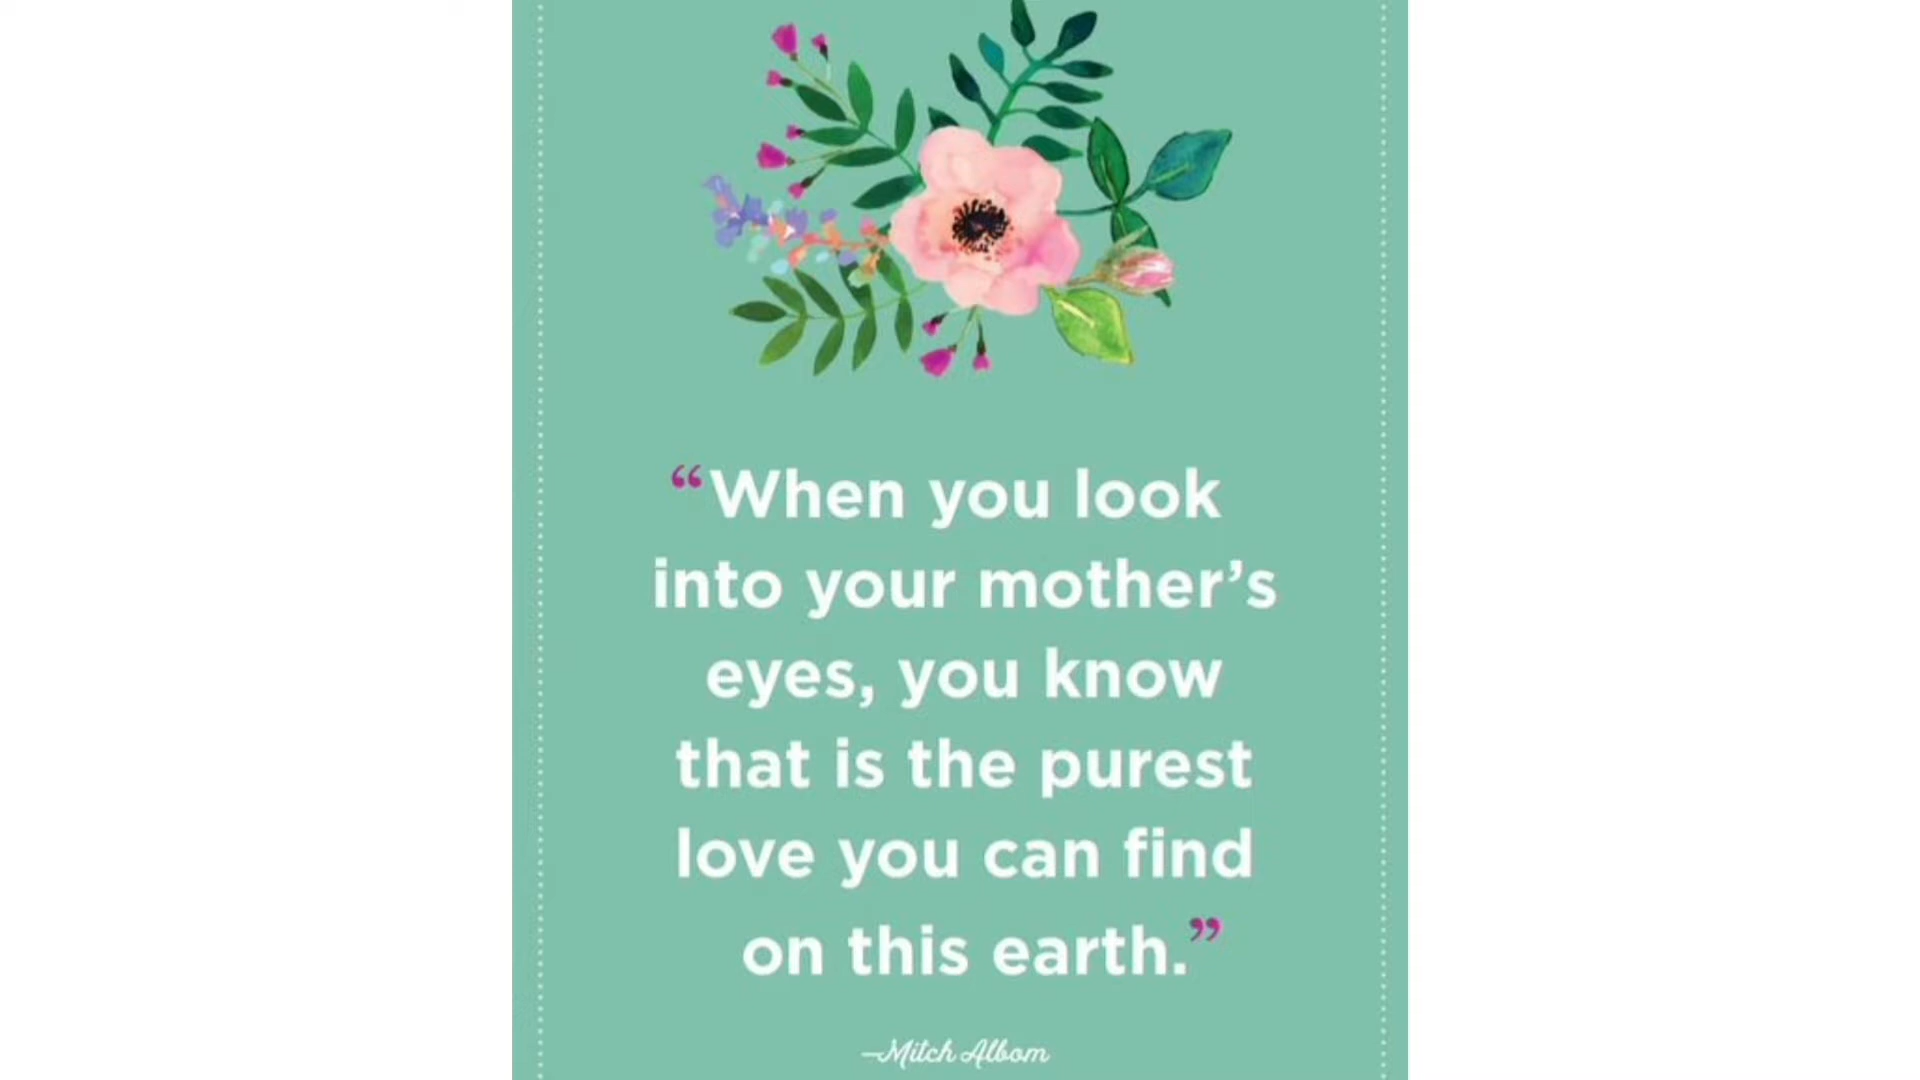 “When you look
into your mother’s
eyes, you know
that is the purest
love you can find
on this earth.”
—Mitch Albom